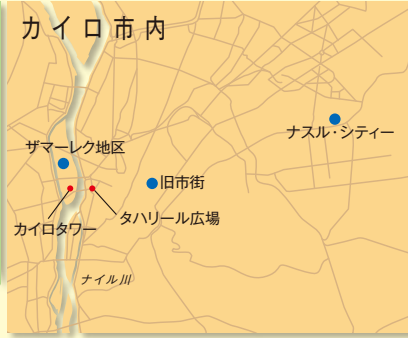 カイロ市内
ナスル・シティー
ザマーレク地区
旧市街
タハリール広場
カイロタワー
ナイル川